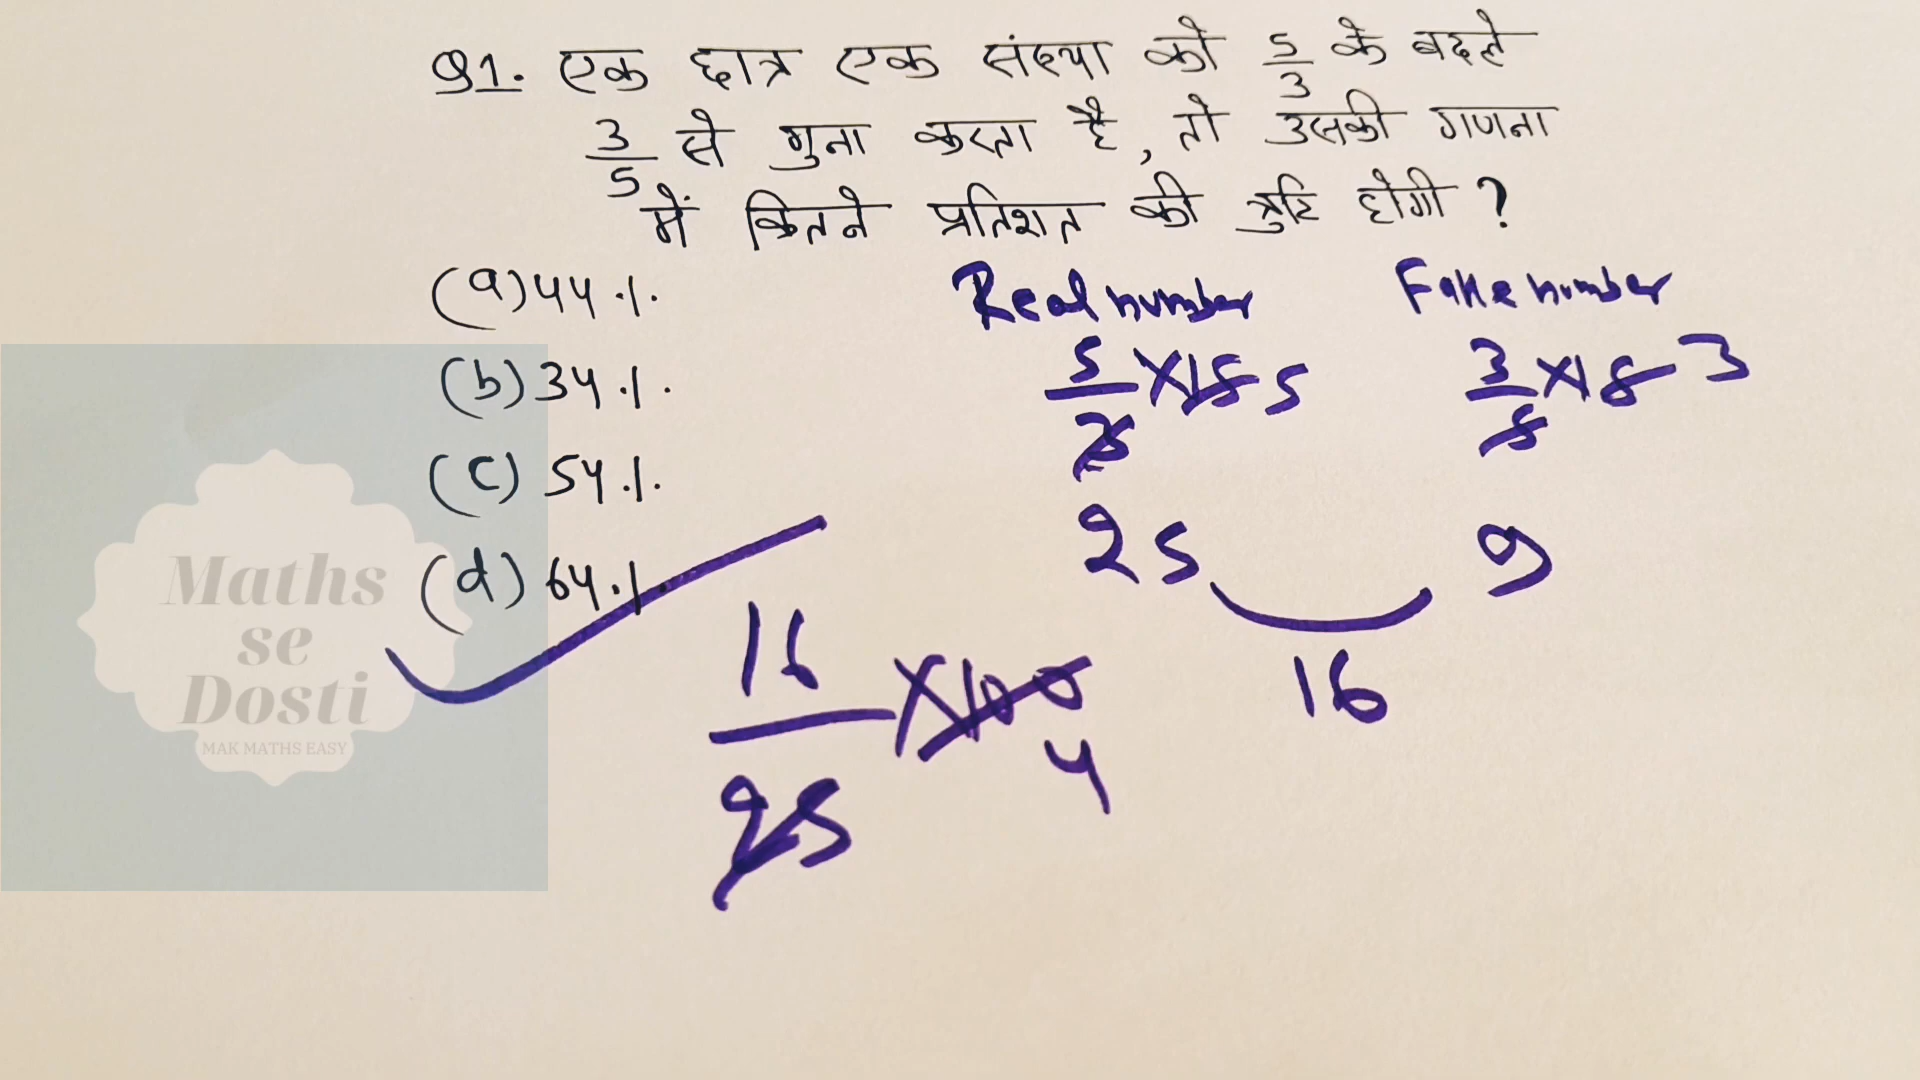 Q1. एक छात्र एक संख्या को 5/3 के बदले
3/5 से गुना करता है, तो उसकी गणना
में कितने प्रतिशत की त्रुटि होगी ?
(a) 44 %.
(b) 34 %.
(c) 54 %.
(d) 64 %.
Real number
Fake number
5/3 X 15 5
3/5 X 15 3
25
9
16
16/25 X 100 4
Maths
se
Dosti
MAK MATHS EASY